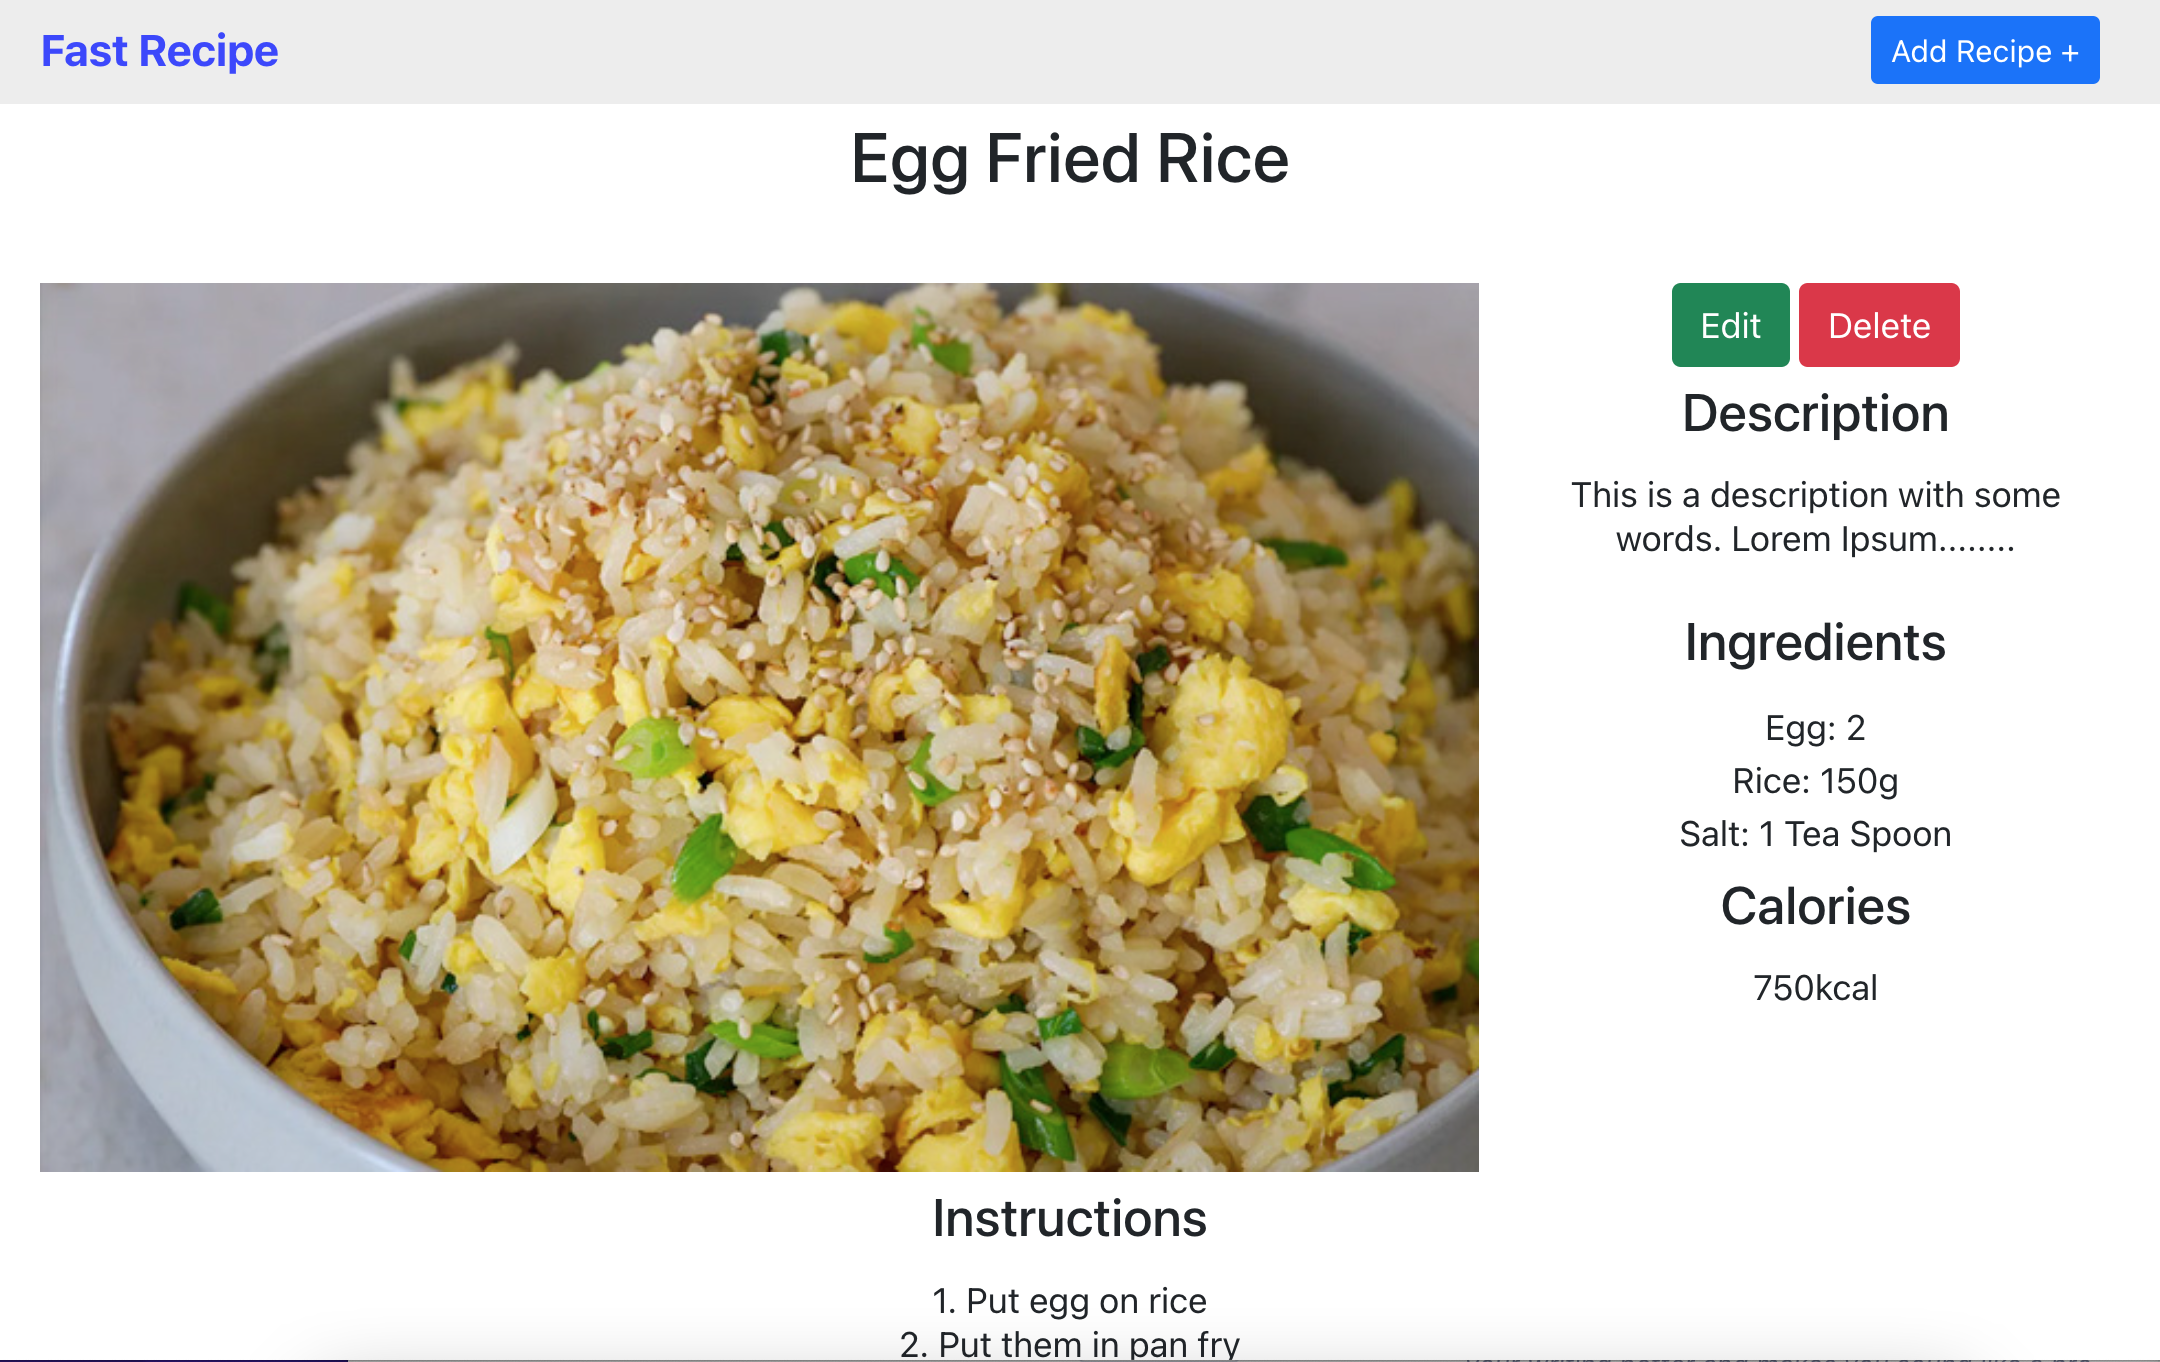 Fast Recipe
Add Recipe +
Egg Fried Rice
Edit
Delete
Description
This is a description with some
words. Lorem Ipsum........
Ingredients
Egg: 2
Rice: 150g
Salt: 1 Tea Spoon
Calories
750kcal
Instructions
1. Put egg on rice
2. Put them in pan fry